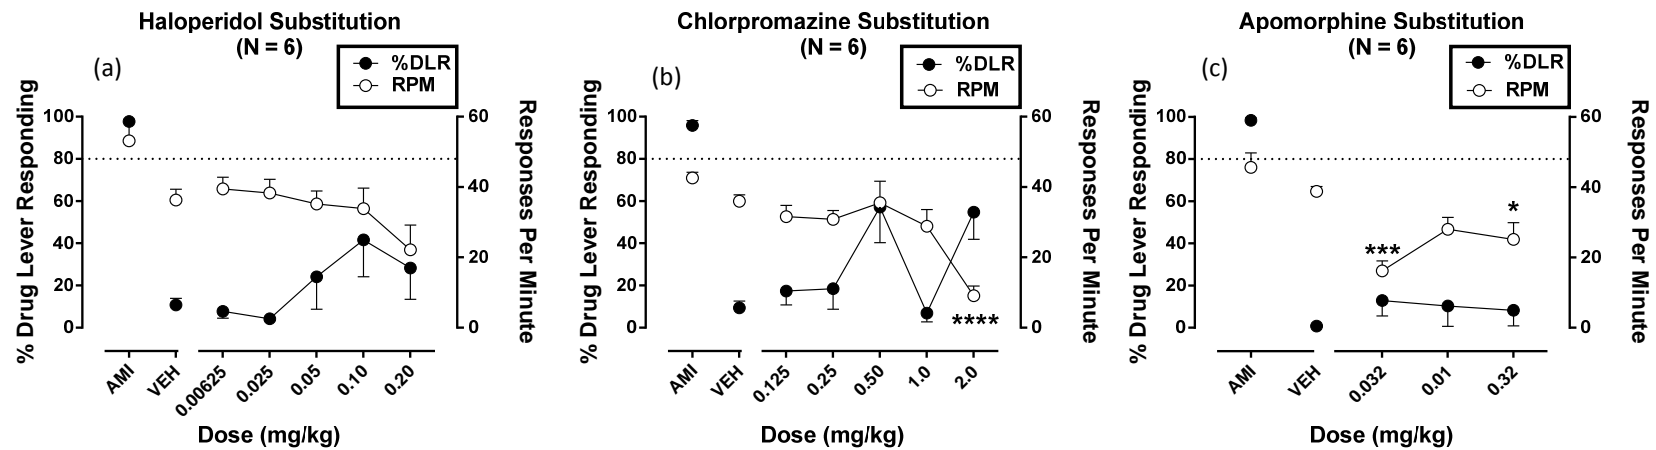 Haloperidol Substitution
(N = 6)
(a)
%DLR
RPM
% Drug Lever Responding
100
80
60
40
20
0
60
40
20
0
Responses Per Minute
AMI
VEH
0.00625
0.025
0.05
0.10
0.20
Dose (mg/kg)
Chlorpromazine Substitution
(N = 6)
(b)
%DLR
RPM
% Drug Lever Responding
100
80
60
40
20
0
60
40
20
0
Responses Per Minute
****
AMI
VEH
0.125
0.25
0.50
1.0
2.0
Dose (mg/kg)
Apomorphine Substitution
(N = 6)
(c)
%DLR
RPM
% Drug Lever Responding
100
80
60
40
20
0
60
40
20
0
Responses Per Minute
***
*
AMI
VEH
0.032
0.01
0.32
Dose (mg/kg)